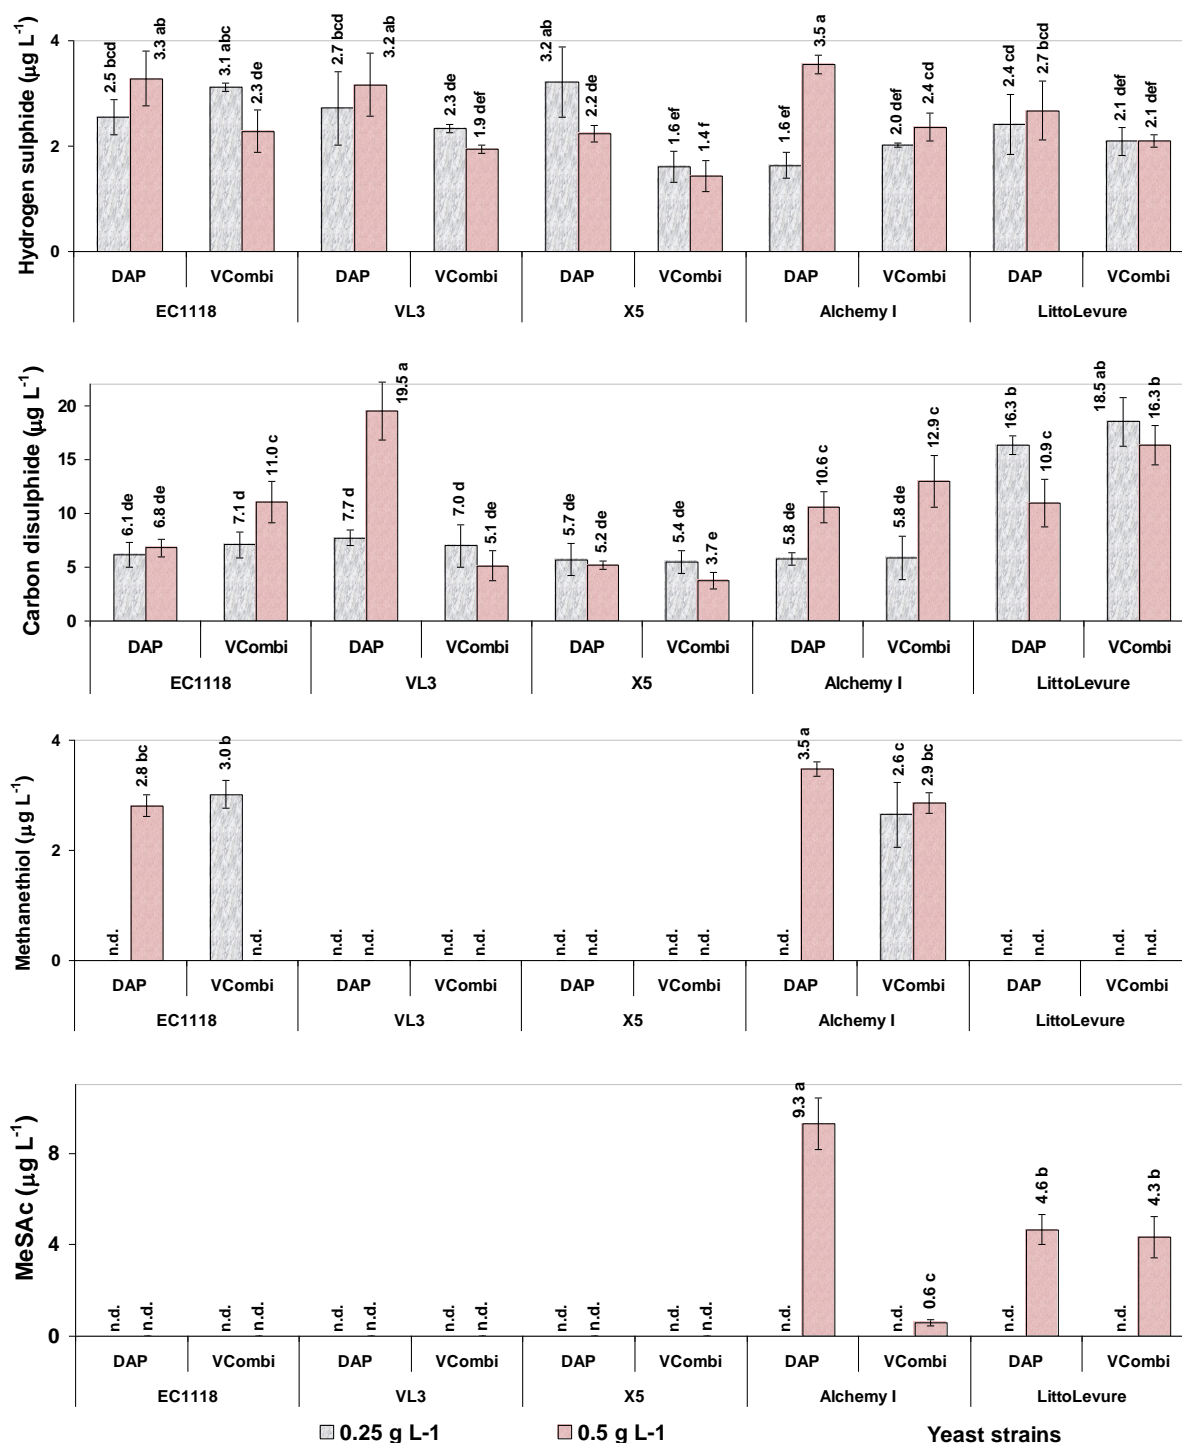 Hydrogen sulphide (µg L-1)
4
2
0
2.5 bcd
3.3 ab
3.1 abc
2.3 de
2.7 bcd
3.2 ab
2.3 de
1.9 def
3.2 ab
2.2 de
1.6 ef
1.4 f
1.6 ef
3.5 a
2.0 def
2.4 cd
2.4 cd
2.7 bcd
2.1 def
2.1 def
DAP VCombi DAP VCombi DAP VCombi DAP VCombi DAP VCombi
EC1118 VL3 X5 Alchemy I LittoLevure
Carbon disulphide (µg L-1)
20
15
10
5
0
6.1 de
6.8 de
7.1 d
11.0 c
7.7 d
19.5 a
7.0 d
5.1 de
5.7 de
5.2 de
5.4 de
3.7 e
5.8 de
10.6 c
5.8 de
12.9 c
16.3 b
10.9 c
18.5 ab
16.3 b
DAP VCombi DAP VCombi DAP VCombi DAP VCombi DAP VCombi
EC1118 VL3 X5 Alchemy I LittoLevure
Methanethiol (µg L-1)
4
2
0
n.d.
2.8 bc
3.0 b
n.d.
n.d.
n.d.
n.d.
n.d.
n.d.
n.d.
n.d.
n.d.
n.d.
3.5 a
2.6 c
2.9 bc
n.d.
n.d.
n.d.
n.d.
DAP VCombi DAP VCombi DAP VCombi DAP VCombi DAP VCombi
EC1118 VL3 X5 Alchemy I LittoLevure
MeSAc (µg L-1)
8
4
0
n.d.
n.d.
n.d.
n.d.
n.d.
n.d.
n.d.
n.d.
n.d.
n.d.
n.d.
n.d.
n.d.
9.3 a
n.d.
0.6 c
n.d.
4.6 b
n.d.
4.3 b
DAP VCombi DAP VCombi DAP VCombi DAP VCombi DAP VCombi
EC1118 VL3 X5 Alchemy I LittoLevure
0.25 g L-1 0.5 g L-1 Yeast strains